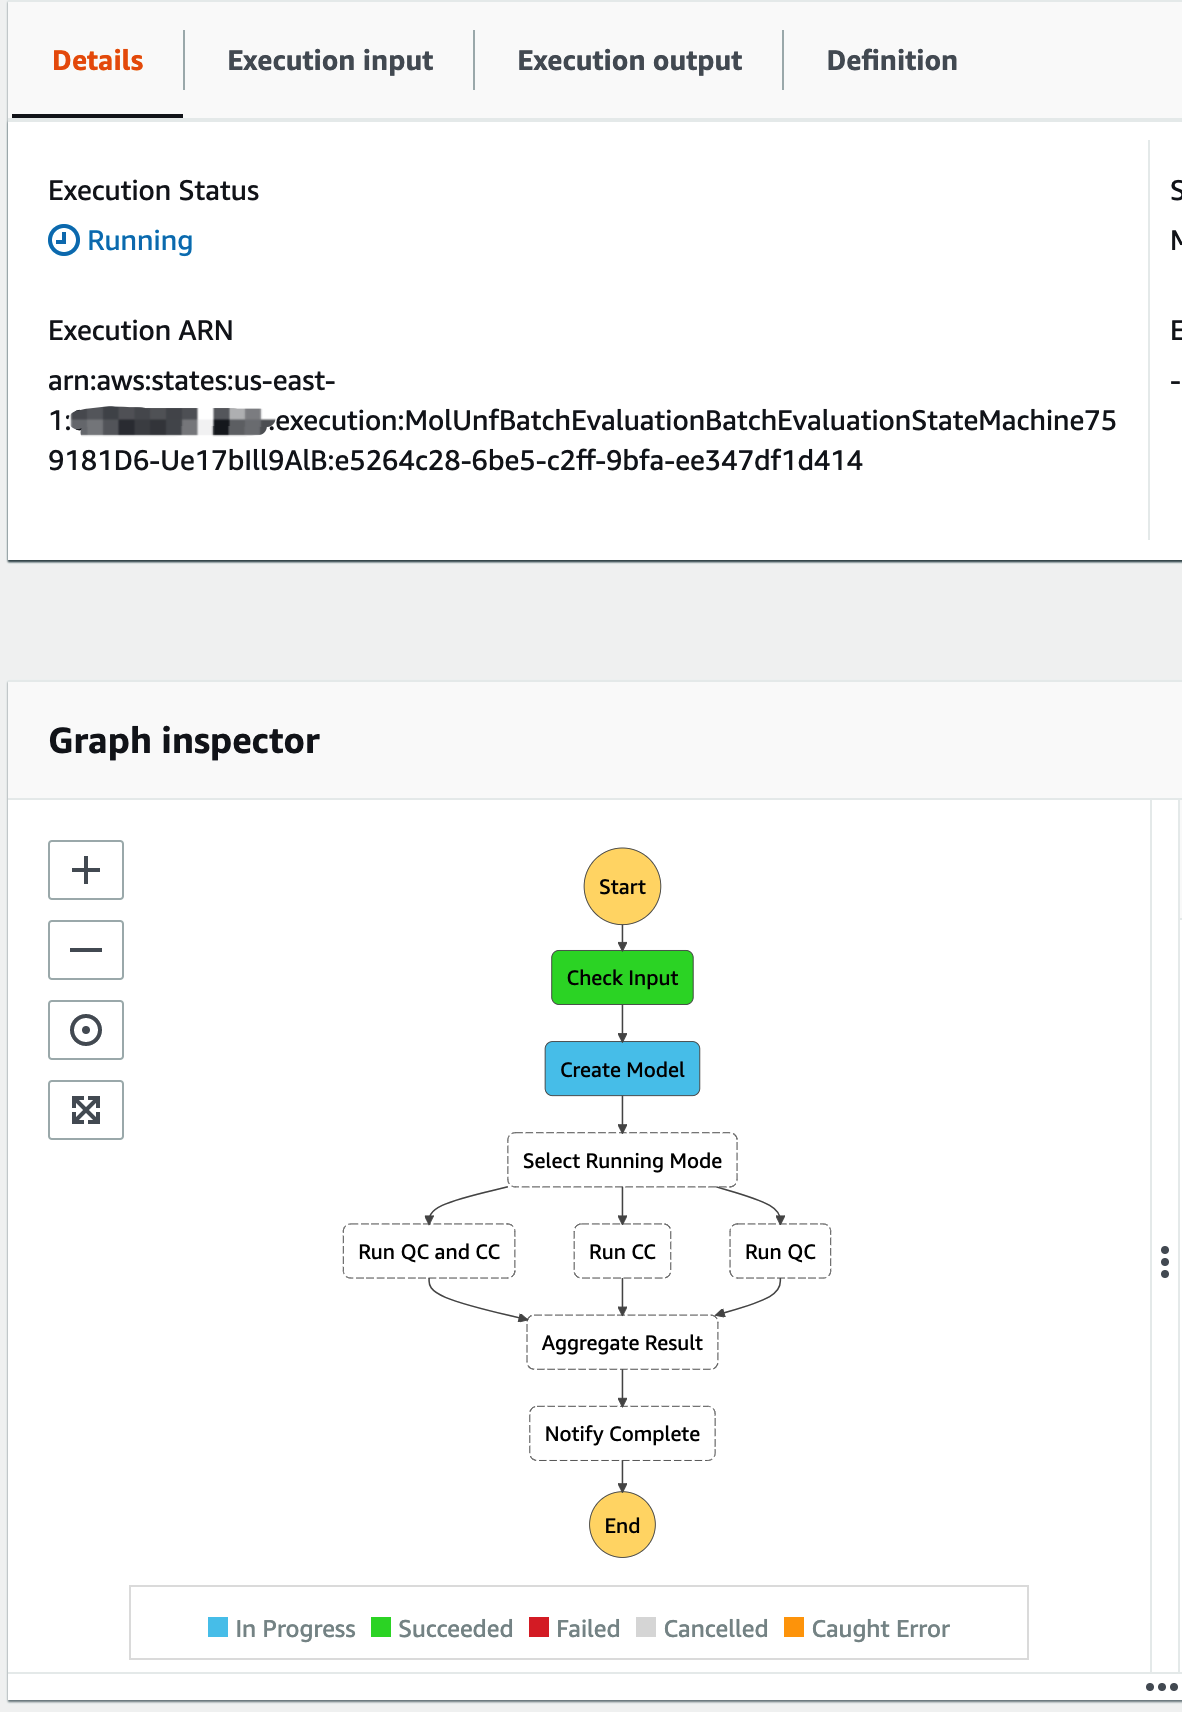 Details
Execution input
Execution output
Definition
Execution Status
Running
Execution ARN
arn:aws:states:us-east-
1: execution:MolUnfBatchEvaluationBatchEvaluationStateMachine75
9181D6-Ue17bIll9AlB:e5264c28-6be5-c2ff-9bfa-ee347df1d414
Graph inspector
Start
Check Input
Create Model
Select Running Mode
Run QC and CC
Run CC
Run QC
Aggregate Result
Notify Complete
End
In Progress
Succeeded
Failed
Cancelled
Caught Error